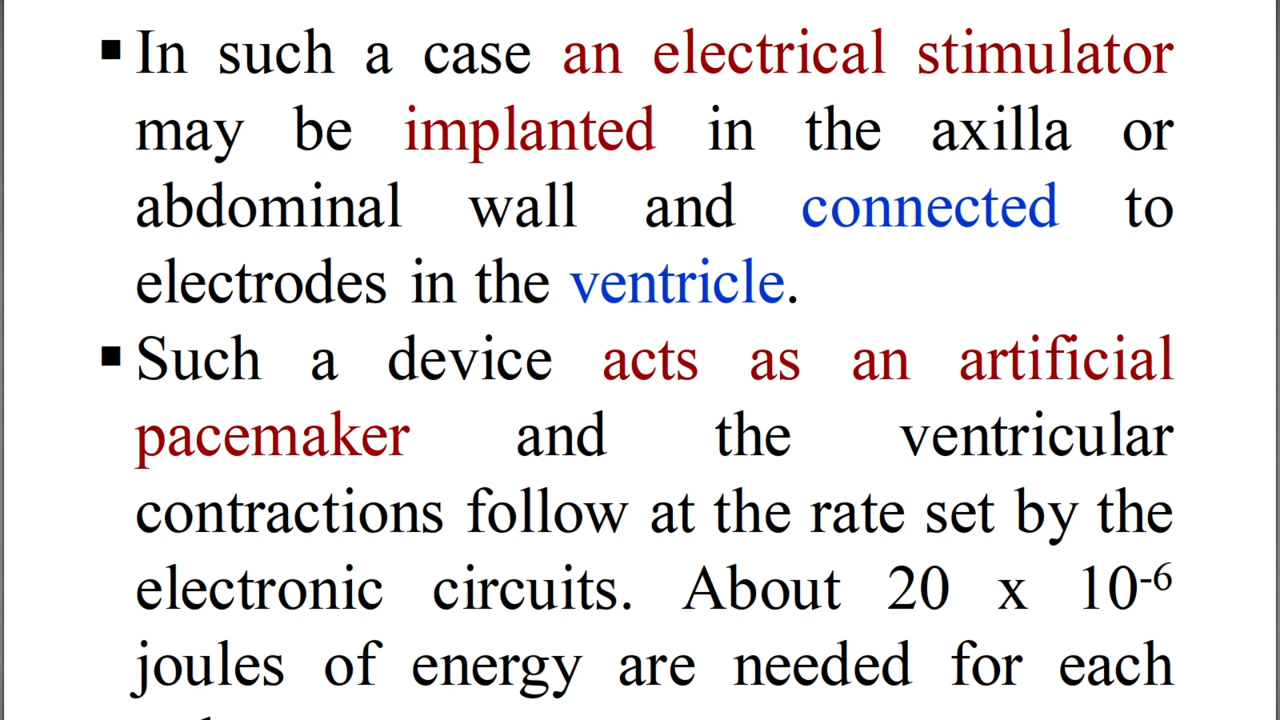 ▪ In such a case an electrical stimulator
may be implanted in the axilla or
abdominal wall and connected to
electrodes in the ventricle.
▪ Such a device acts as an artificial
pacemaker and the ventricular
contractions follow at the rate set by the
electronic circuits. About 20 x 10⁻⁶
joules of energy are needed for each